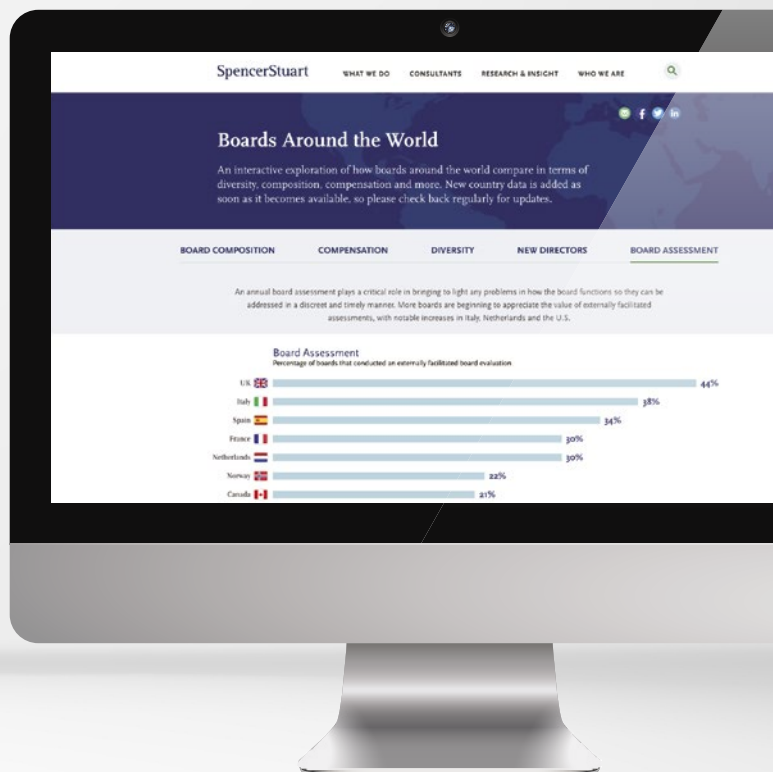 SpencerStuart
WHAT WE DO CONSULTANTS RESEARCH & INSIGHT WHO WE ARE
Boards Around the World
An interactive exploration of how boards around the world compare in terms of
diversity, composition, compensation and more. New country data is added as
soon as it becomes available, so please check back regularly for updates.
BOARD COMPOSITION COMPENSATION DIVERSITY NEW DIRECTORS BOARD ASSESSMENT
An annual board assessment plays a critical role in bringing to light any problems in how the board functions so they can be
addressed in a discreet and timely manner. More boards are beginning to appreciate the value of externally facilitated
assessments, with notable increases in Italy, Netherlands and the U.S.
Board Assessment
Percentage of boards that conducted an externally facilitated board evaluation
UK 44%
Italy 38%
Spain 34%
France 30%
Netherlands 30%
Norway 22%
Canada 21%